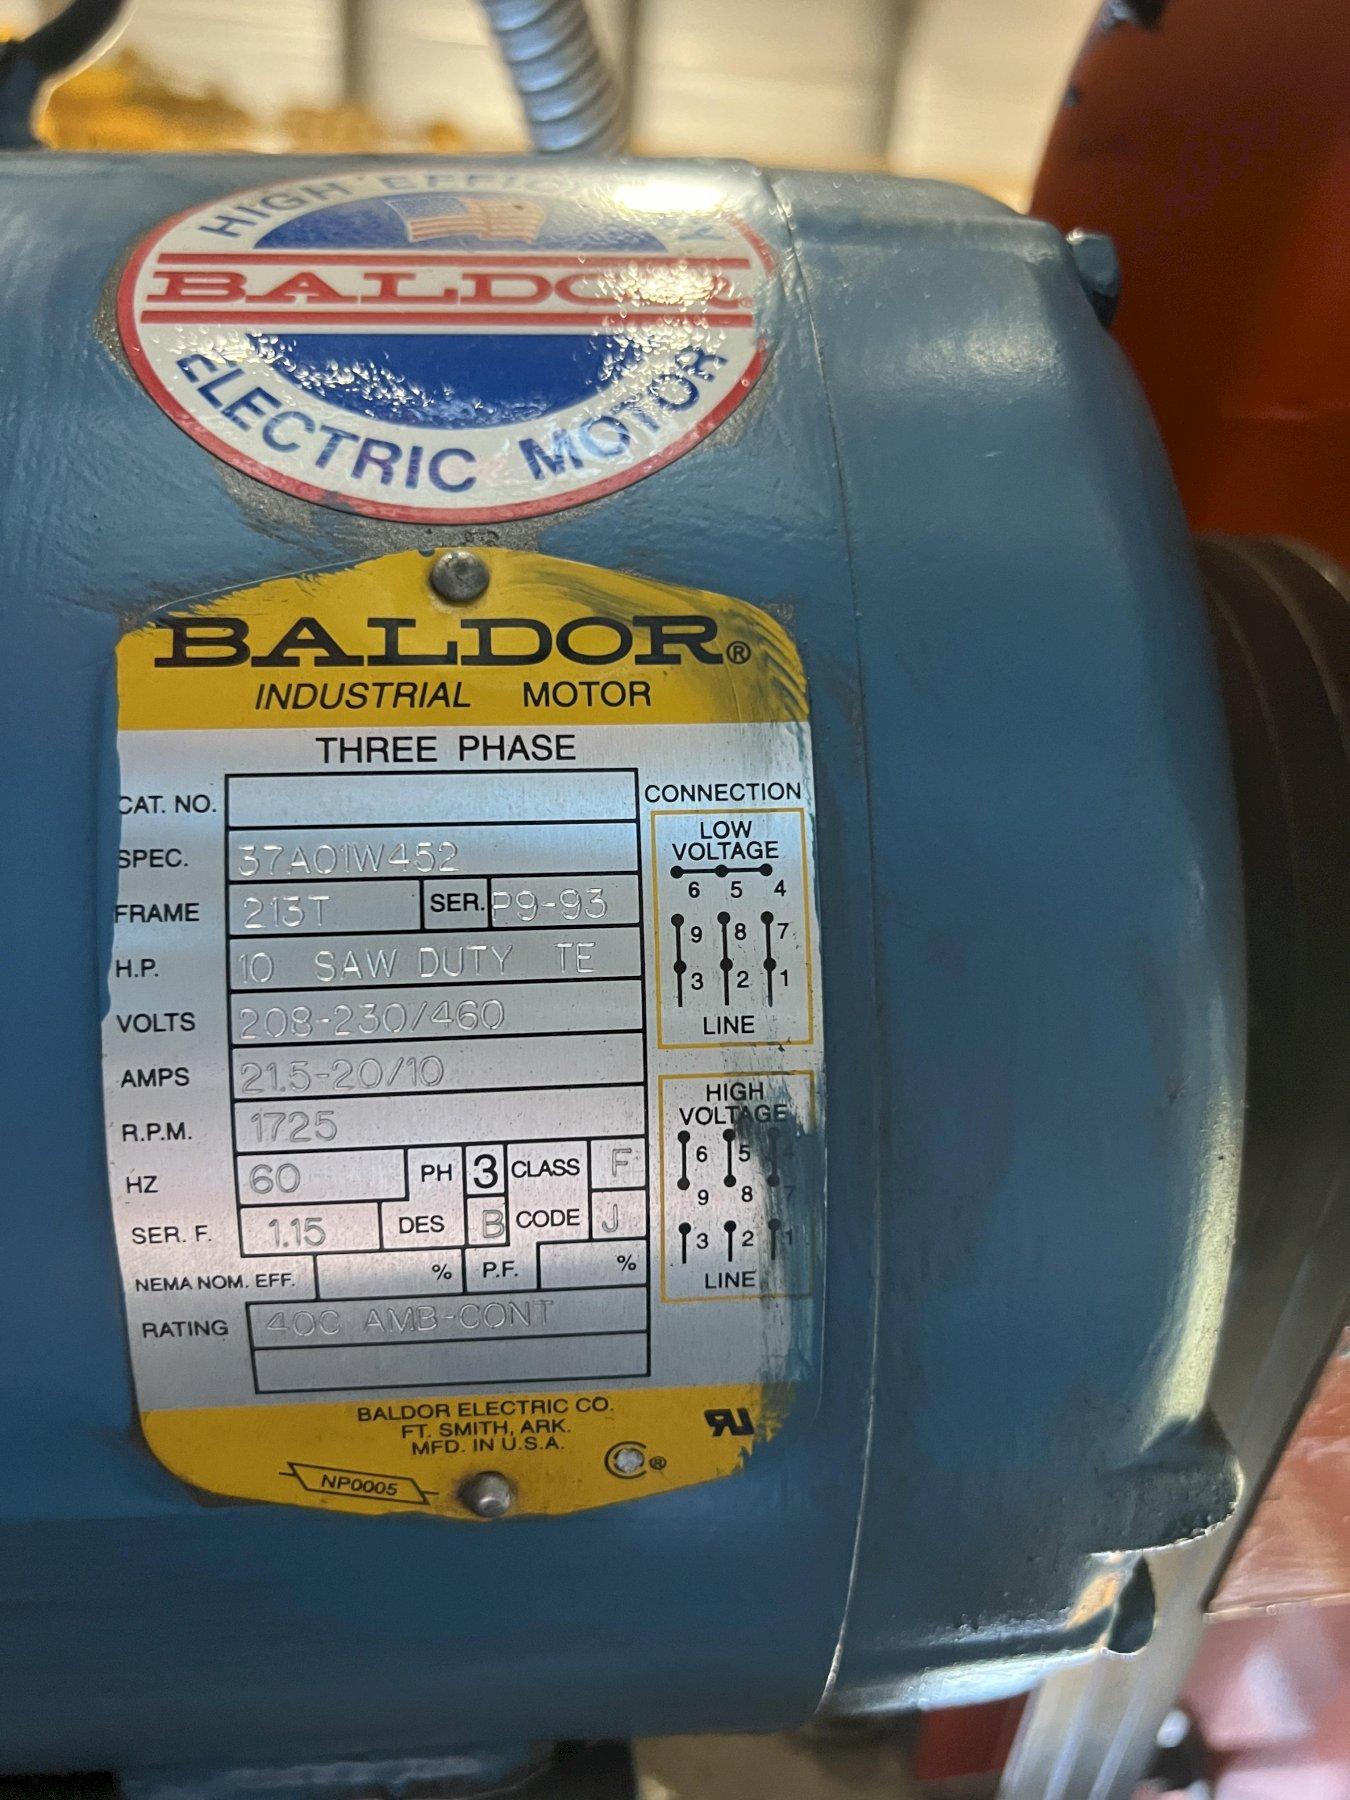 HIGH EFFICIENCY
BALDOR
ELECTRIC MOTOR
BALDOR®
INDUSTRIAL MOTOR
THREE PHASE
CAT. NO.
SPEC. 37A01W452
FRAME 213T SER. P9-93
H.P. 10 SAW DUTY TE
VOLTS 208-230/460
AMPS 21.5-20/10
R.P.M. 1725
HZ 60 PH 3 CLASS F
SER. F. 1.15 DES B CODE J
NEMA NOM. EFF. % P.F. %
RATING 40C AMB-CONT
CONNECTION
LOW
VOLTAGE
6 5 4
9 8 7
3 2 1
LINE
HIGH
VOLTAGE
6 5 4
9 8 7
3 2 1
LINE
BALDOR ELECTRIC CO.
FT. SMITH, ARK.
MFD. IN U.S.A.
NP0005